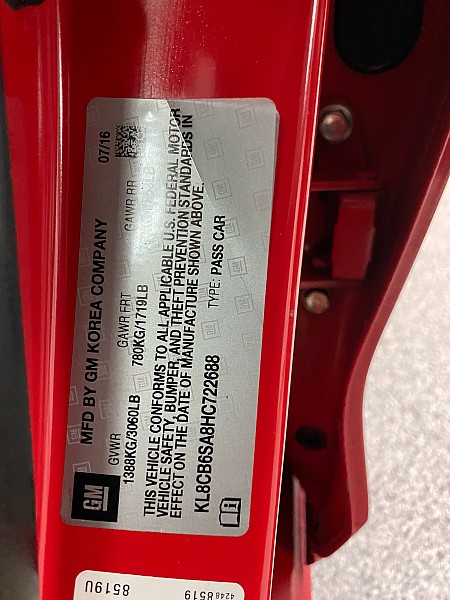 MFD BY GM KOREA COMPANY 07/16
GVWR GAWR FRT GAWR RR
1388KG/3060LB 780KG/1719LB
THIS VEHICLE CONFORMS TO ALL APPLICABLE U.S. FEDERAL MOTOR
VEHICLE SAFETY, BUMPER, AND THEFT PREVENTION STANDARDS IN
EFFECT ON THE DATE OF MANUFACTURE SHOWN ABOVE.
KL8CB6SA8HC722688 TYPE: PASS CAR
GM
4248 8519
8519U